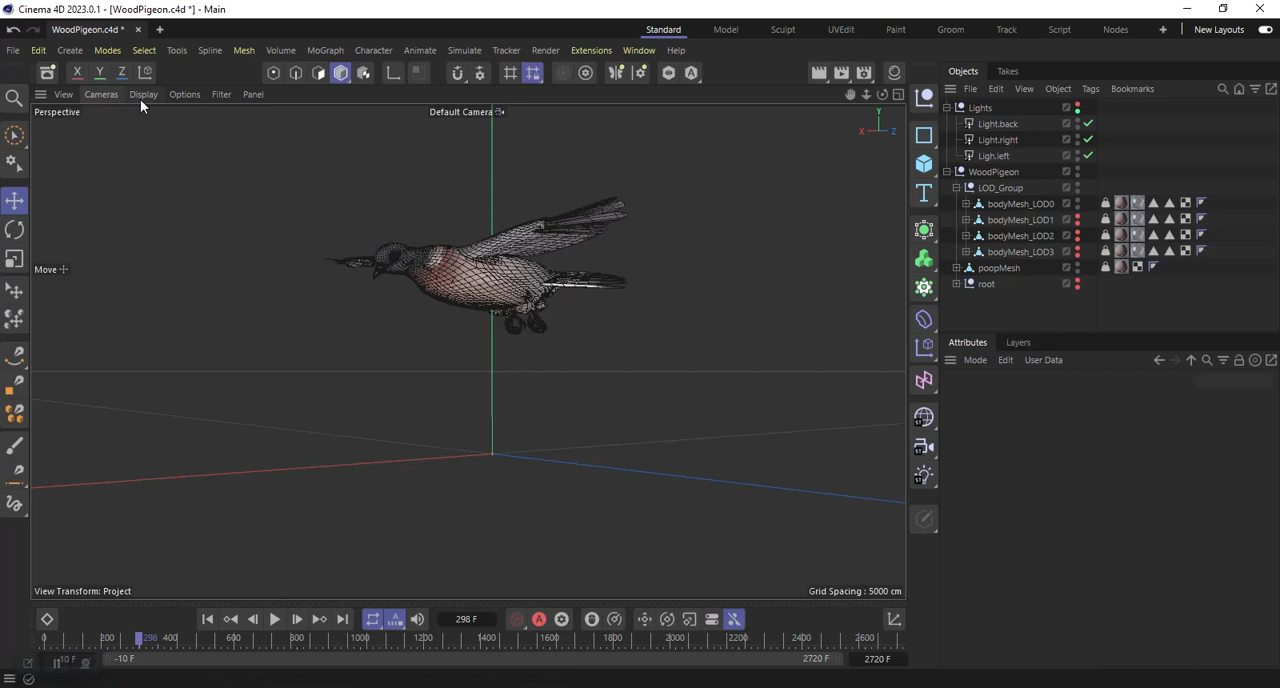 Cinema 4D 2023.0.1 - [WoodPigeon.c4d *] - Main
WoodPigeon.c4d *
Standard Model Sculpt UVEdit Paint Groom Track Script Nodes New Layouts
File Edit Create Modes Select Tools Spline Mesh Volume MoGraph Character Animate Simulate Tracker Render Extensions Window Help
X Y Z
Objects Takes
View Cameras Display Options Filter Panel
File Edit View Object Tags Bookmarks
Perspective
Default Camera
Y
X Z
Lights
Light.back
Light.right
Ligh.left
WoodPigeon
LOD_Group
bodyMesh_LOD0
bodyMesh_LOD1
bodyMesh_LOD2
bodyMesh_LOD3
poopMesh
root
Move
Attributes Layers
Mode Edit User Data
View Transform: Project
Grid Spacing : 5000 cm
298 F
0 200 298 400 600 800 1000 1200 1400 1600 1800 2000 2200 2400 2600
-10 F -10 F 2720 F 2720 F